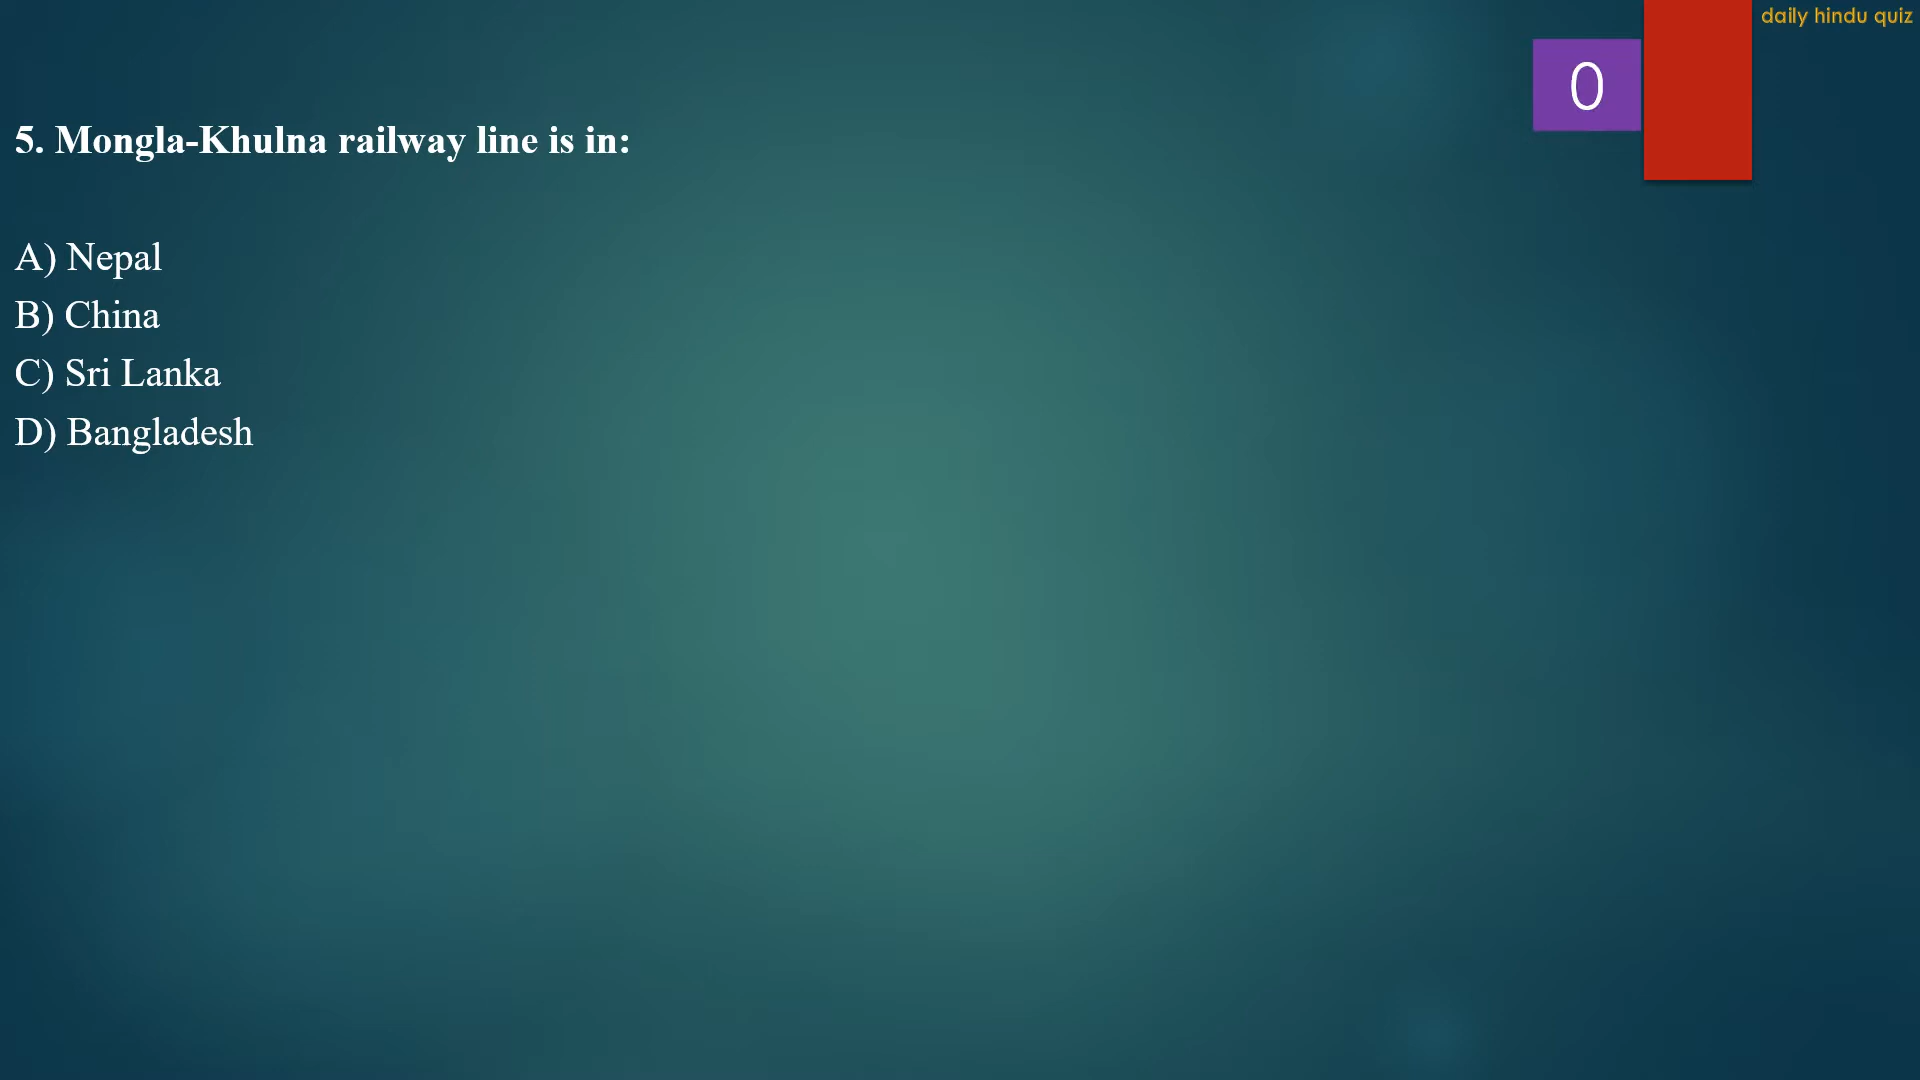 daily hindu quiz
0
5. Mongla-Khulna railway line is in:
A) Nepal
B) China
C) Sri Lanka
D) Bangladesh